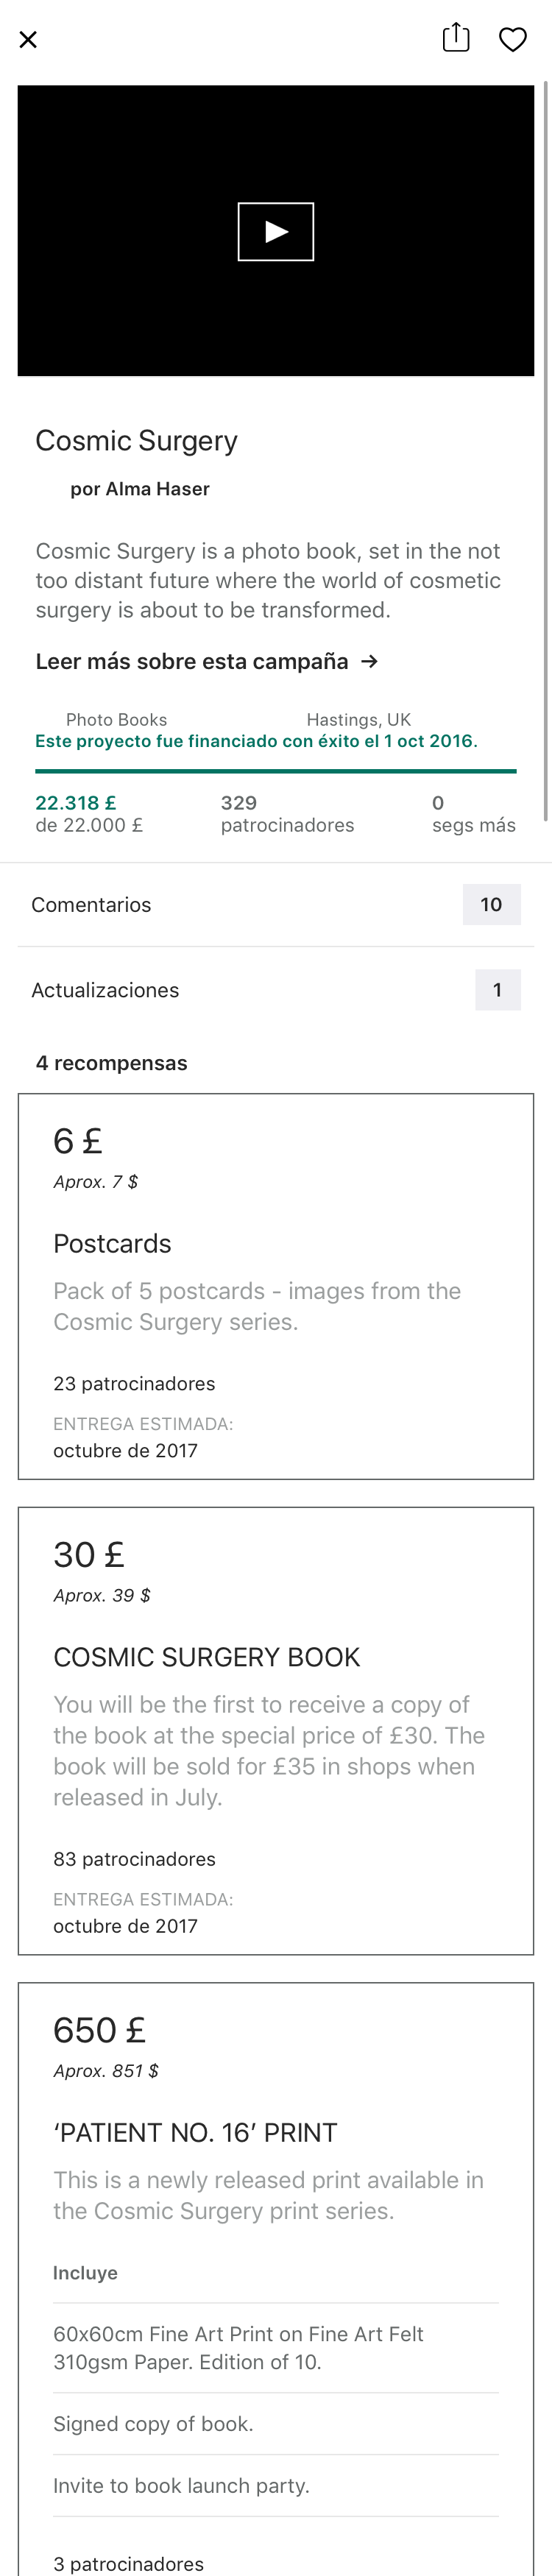 Cosmic Surgery
por Alma Haser
Cosmic Surgery is a photo book, set in the not
too distant future where the world of cosmetic
surgery is about to be transformed.
Leer más sobre esta campaña →
Photo Books
Hastings, UK
Este proyecto fue financiado con éxito el 1 oct 2016.
22.318 £
de 22.000 £
329
patrocinadores
0
segs más
Comentarios
10
Actualizaciones
1
4 recompensas
6 £
Aprox. 7 $
Postcards
Pack of 5 postcards - images from the
Cosmic Surgery series.
23 patrocinadores
ENTREGA ESTIMADA:
octubre de 2017
30 £
Aprox. 39 $
COSMIC SURGERY BOOK
You will be the first to receive a copy of
the book at the special price of £30. The
book will be sold for £35 in shops when
released in July.
83 patrocinadores
ENTREGA ESTIMADA:
octubre de 2017
650 £
Aprox. 851 $
‘PATIENT NO. 16’ PRINT
This is a newly released print available in
the Cosmic Surgery print series.
Incluye
60x60cm Fine Art Print on Fine Art Felt
310gsm Paper. Edition of 10.
Signed copy of book.
Invite to book launch party.
3 patrocinadores